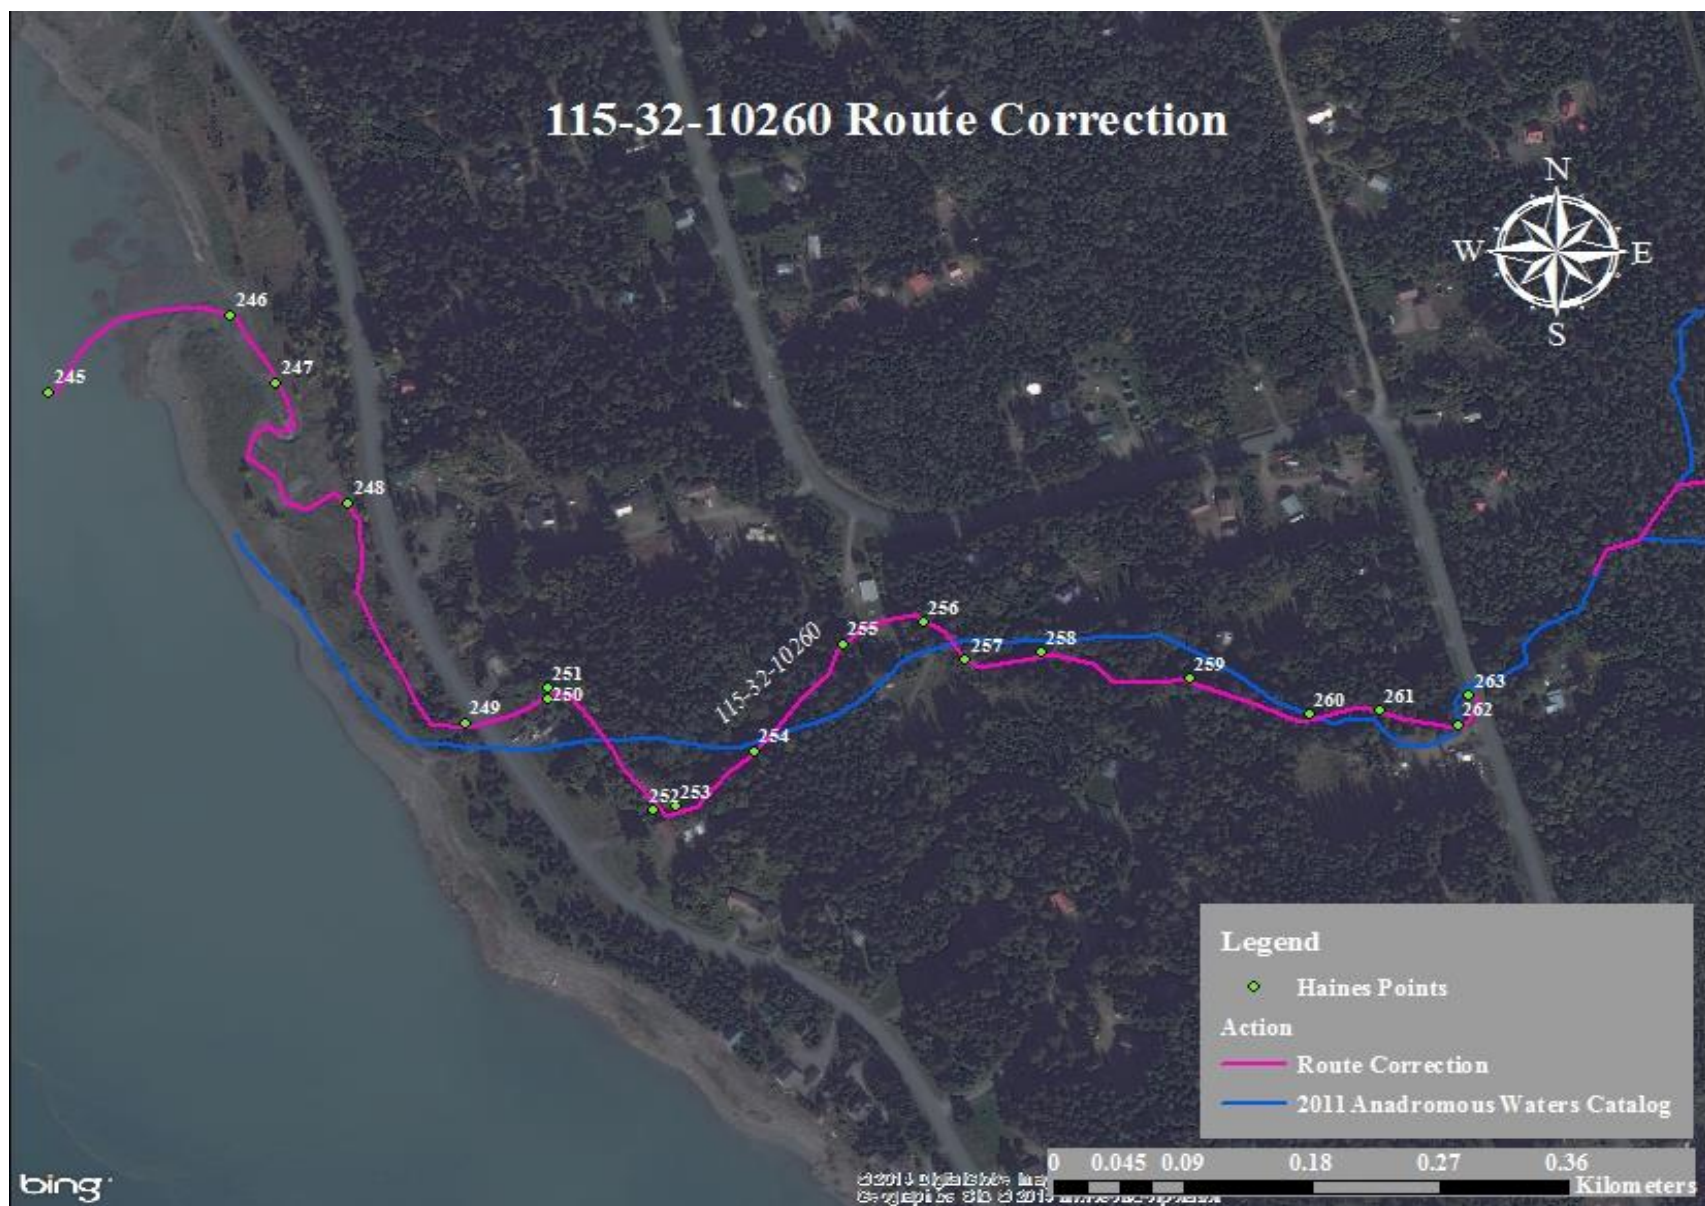 115-32-10260 Route Correction
N
W
E
S
246
245
247
248
256
255
258
257
115-32-10260
259
251
250
249
260
261
263
262
254
252
253
Legend
Haines Points
Action
Route Correction
2011 Anadromous Waters Catalog
0 0.045 0.09 0.18 0.27 0.36
Kilometers
bing